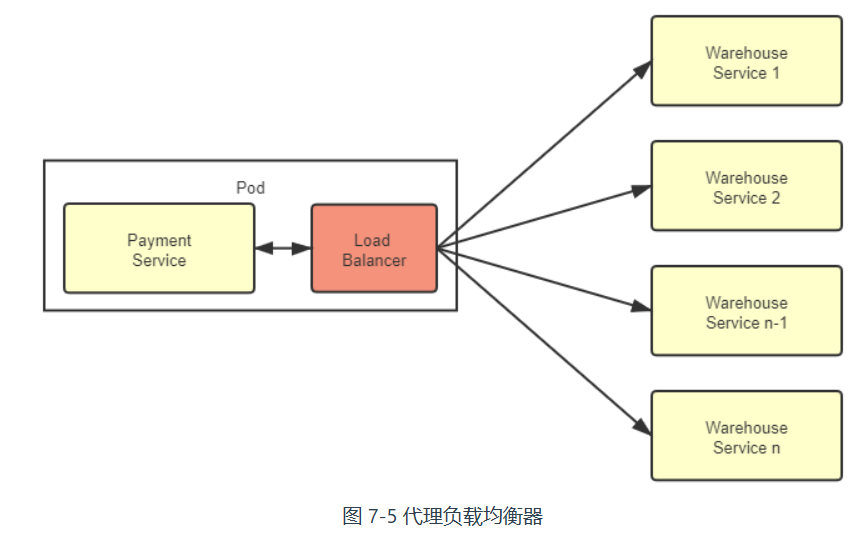 Pod
Payment
Service
Load
Balancer
Warehouse
Service 1
Warehouse
Service 2
Warehouse
Service n-1
Warehouse
Service n
图 7-5 代理负载均衡器